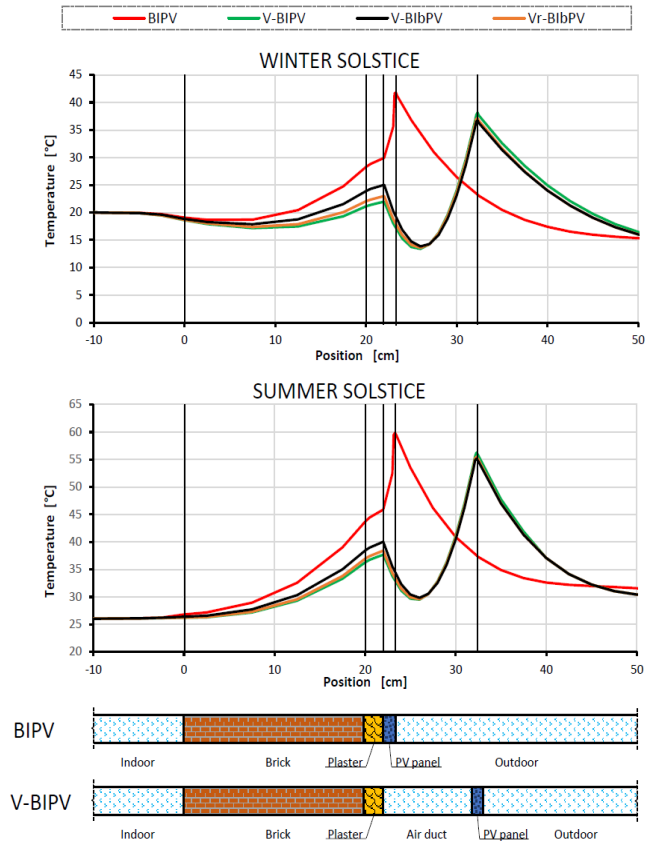 BIPV V-BIPV V-BIbPV Vr-BIbPV
WINTER SOLSTICE
45
40
35
30
25
20
15
10
5
0
Temperature [°C]
-10 0 10 20 30 40 50
Position [cm]
SUMMER SOLSTICE
65
60
55
50
45
40
35
30
25
20
Temperature [°C]
-10 0 10 20 30 40 50
Position [cm]
BIPV
Indoor Brick Plaster PV panel Outdoor
V-BIPV
Indoor Brick Plaster Air duct PV panel Outdoor